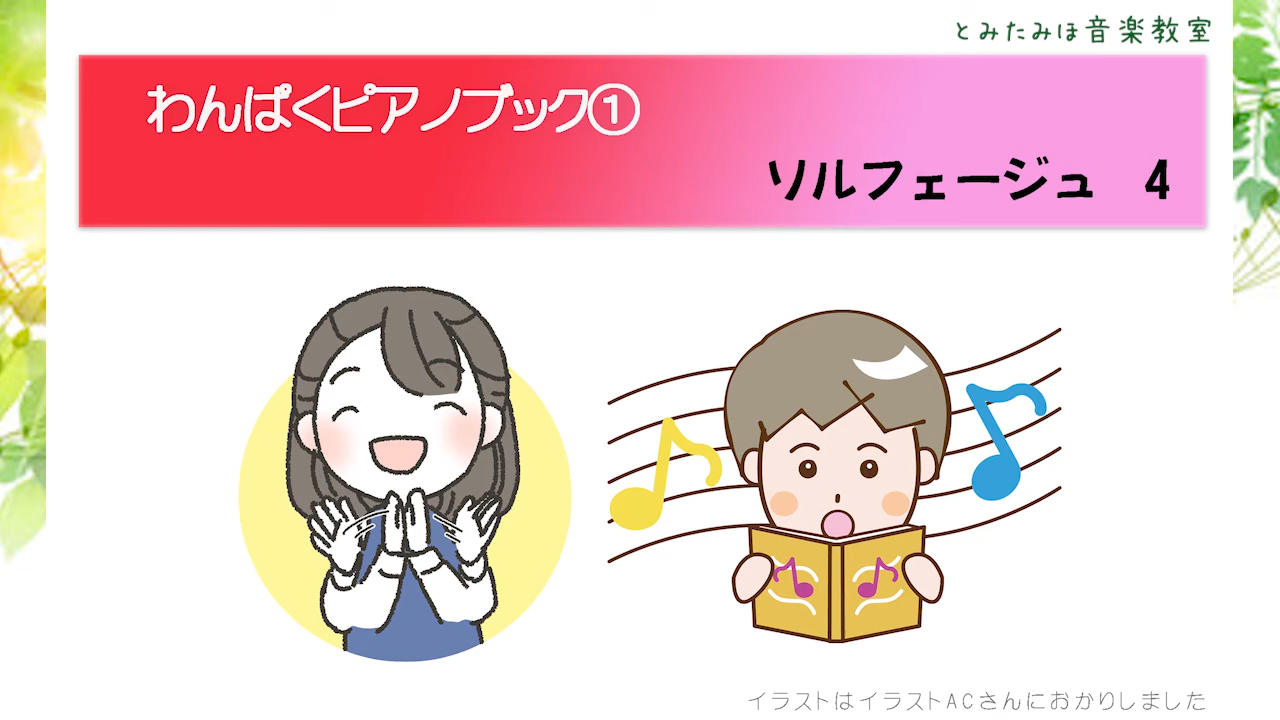 とみたみほ音楽教室
わんぱくピアノブック①
ソルフェージュ　4
イラストはイラストACさんにおかりしました